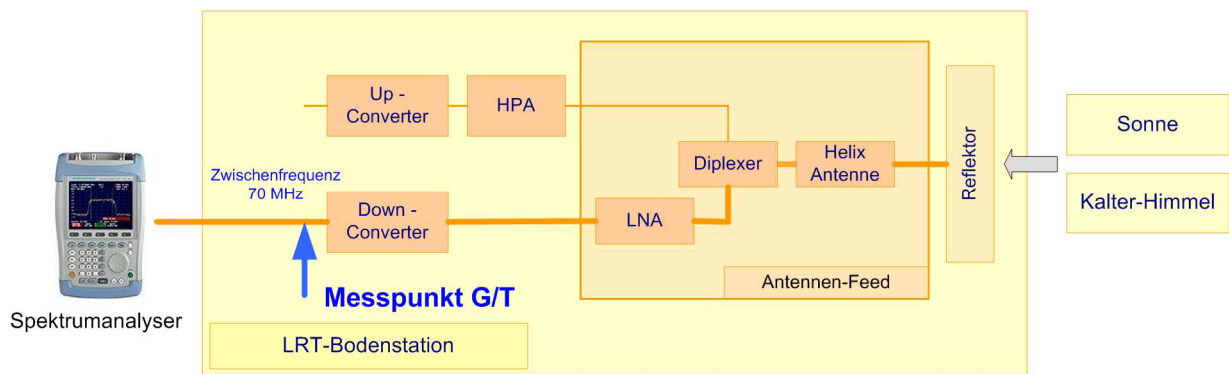 Up -
Converter
HPA
Zwischenfrequenz
70 MHz
Down -
Converter
LNA
Diplexer
Helix
Antenne
Reflektor
Sonne
Kalter-Himmel
Antennen-Feed
Messpunkt G/T
LRT-Bodenstation
Spektrumanalyser